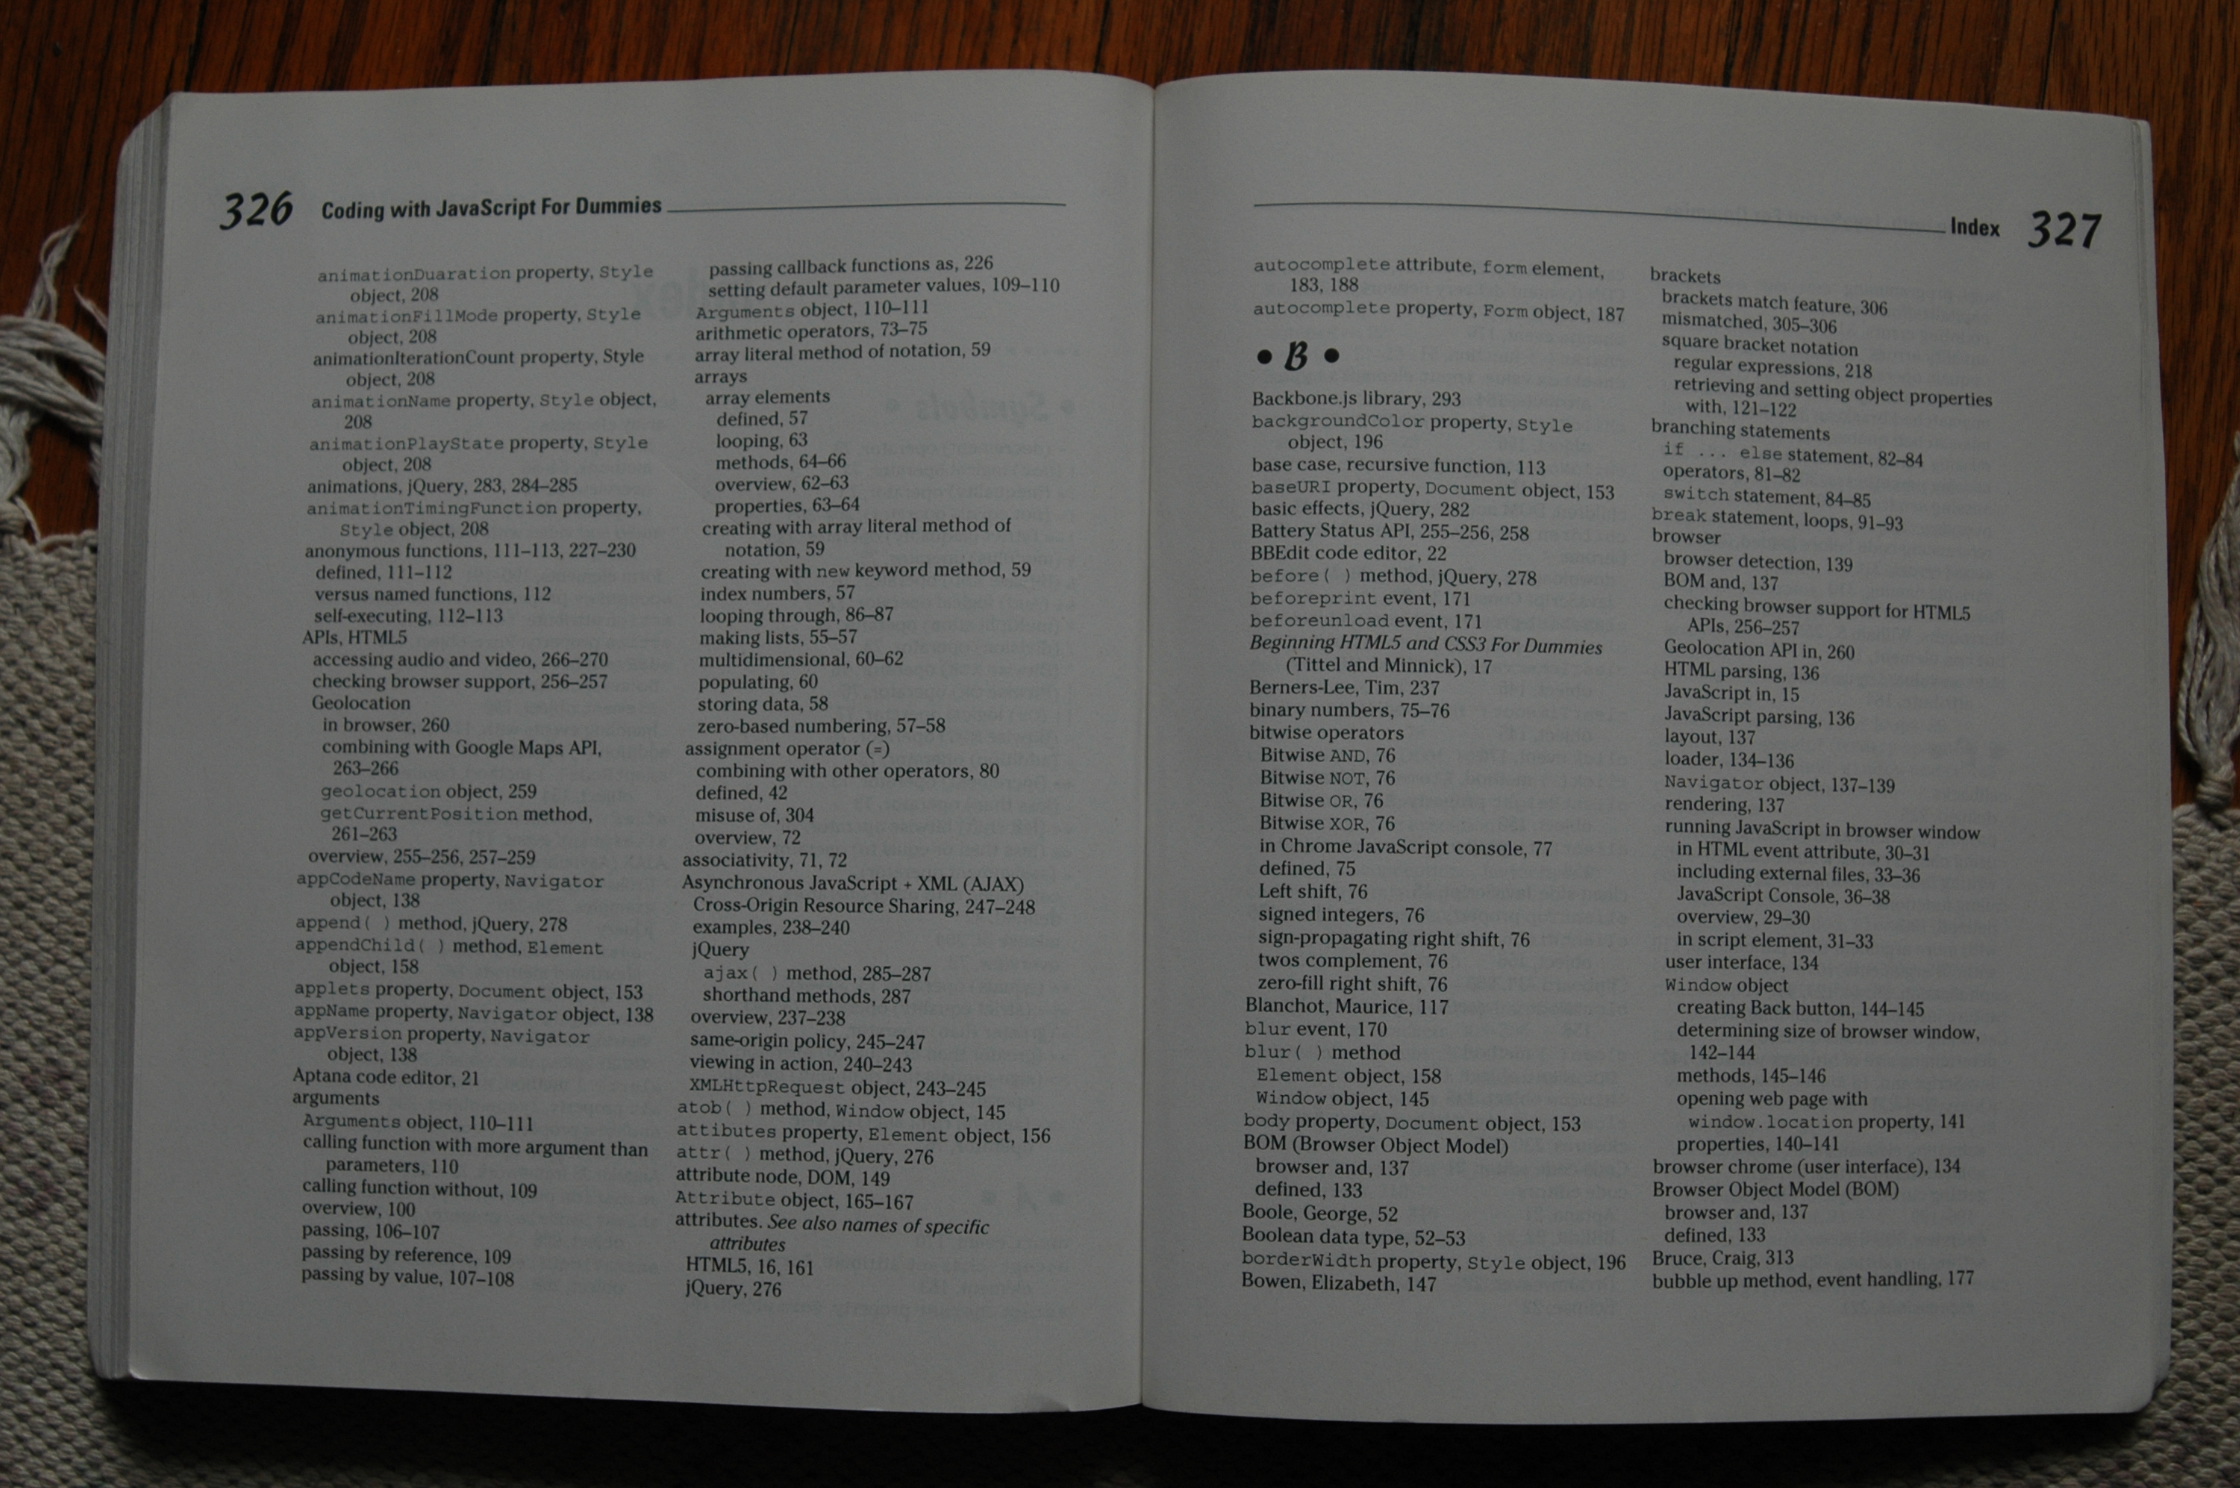 326 Coding with JavaScript For Dummies
animationDuaration property, Style
object, 208
animationFillMode property, Style
object, 208
animationIterationCount property, Style
object, 208
animationName property, Style object,
208
animationPlayState property, Style
object, 208
animations, jQuery, 283, 284–285
animationTimingFunction property,
Style object, 208
anonymous functions, 111–113, 227–230
defined, 111–112
versus named functions, 112
self-executing, 112–113
APIs, HTML5
accessing audio and video, 266–270
checking browser support, 256–257
Geolocation
in browser, 260
combining with Google Maps API,
263–266
geolocation object, 259
getCurrentPosition method,
261–263
overview, 255–256, 257–259
appCodeName property, Navigator
object, 138
append( ) method, jQuery, 278
appendChild( ) method, Element
object, 158
applets property, Document object, 153
appName property, Navigator object, 138
appVersion property, Navigator
object, 138
Aptana code editor, 21
arguments
Arguments object, 110–111
calling function with more argument than
parameters, 110
calling function without, 109
overview, 100
passing, 106–107
passing by reference, 109
passing by value, 107–108
passing callback functions as, 226
setting default parameter values, 109–110
Arguments object, 110–111
arithmetic operators, 73–75
array literal method of notation, 59
arrays
array elements
defined, 57
looping, 63
methods, 64–66
overview, 62–63
properties, 63–64
creating with array literal method of
notation, 59
creating with new keyword method, 59
index numbers, 57
looping through, 86–87
making lists, 55–57
multidimensional, 60–62
populating, 60
storing data, 58
zero-based numbering, 57–58
assignment operator (=)
combining with other operators, 80
defined, 42
misuse of, 304
overview, 72
associativity, 71, 72
Asynchronous JavaScript + XML (AJAX)
Cross-Origin Resource Sharing, 247–248
examples, 238–240
jQuery
ajax( ) method, 285–287
shorthand methods, 287
overview, 237–238
same-origin policy, 245–247
viewing in action, 240–243
XMLHttpRequest object, 243–245
atob( ) method, Window object, 145
attibutes property, Element object, 156
attr( ) method, jQuery, 276
attribute node, DOM, 149
Attribute object, 165–167
attributes. See also names of specific
attributes
HTML5, 16, 161
jQuery, 276
Index 327
autocomplete attribute, form element,
183, 188
autocomplete property, Form object, 187
• B •
Backbone.js library, 293
backgroundColor property, Style
object, 196
base case, recursive function, 113
baseURI property, Document object, 153
basic effects, jQuery, 282
Battery Status API, 255–256, 258
BBEdit code editor, 22
before( ) method, jQuery, 278
beforeprint event, 171
beforeunload event, 171
Beginning HTML5 and CSS3 For Dummies
(Tittel and Minnick), 17
Berners-Lee, Tim, 237
binary numbers, 75–76
bitwise operators
Bitwise AND, 76
Bitwise NOT, 76
Bitwise OR, 76
Bitwise XOR, 76
in Chrome JavaScript console, 77
defined, 75
Left shift, 76
signed integers, 76
sign-propagating right shift, 76
twos complement, 76
zero-fill right shift, 76
Blanchot, Maurice, 117
blur event, 170
blur( ) method
Element object, 158
Window object, 145
body property, Document object, 153
BOM (Browser Object Model)
browser and, 137
defined, 133
Boole, George, 52
Boolean data type, 52–53
borderWidth property, Style object, 196
Bowen, Elizabeth, 147
brackets
brackets match feature, 306
mismatched, 305–306
square bracket notation
regular expressions, 218
retrieving and setting object properties
with, 121–122
branching statements
if ... else statement, 82–84
operators, 81–82
switch statement, 84–85
break statement, loops, 91–93
browser
browser detection, 139
BOM and, 137
checking browser support for HTML5
APIs, 256–257
Geolocation API in, 260
HTML parsing, 136
JavaScript in, 15
JavaScript parsing, 136
layout, 137
loader, 134–136
Navigator object, 137–139
rendering, 137
running JavaScript in browser window
in HTML event attribute, 30–31
including external files, 33–36
JavaScript Console, 36–38
overview, 29–30
in script element, 31–33
user interface, 134
Window object
creating Back button, 144–145
determining size of browser window,
142–144
methods, 145–146
opening web page with
window.location property, 141
properties, 140–141
browser chrome (user interface), 134
Browser Object Model (BOM)
browser and, 137
defined, 133
Bruce, Craig, 313
bubble up method, event handling, 177